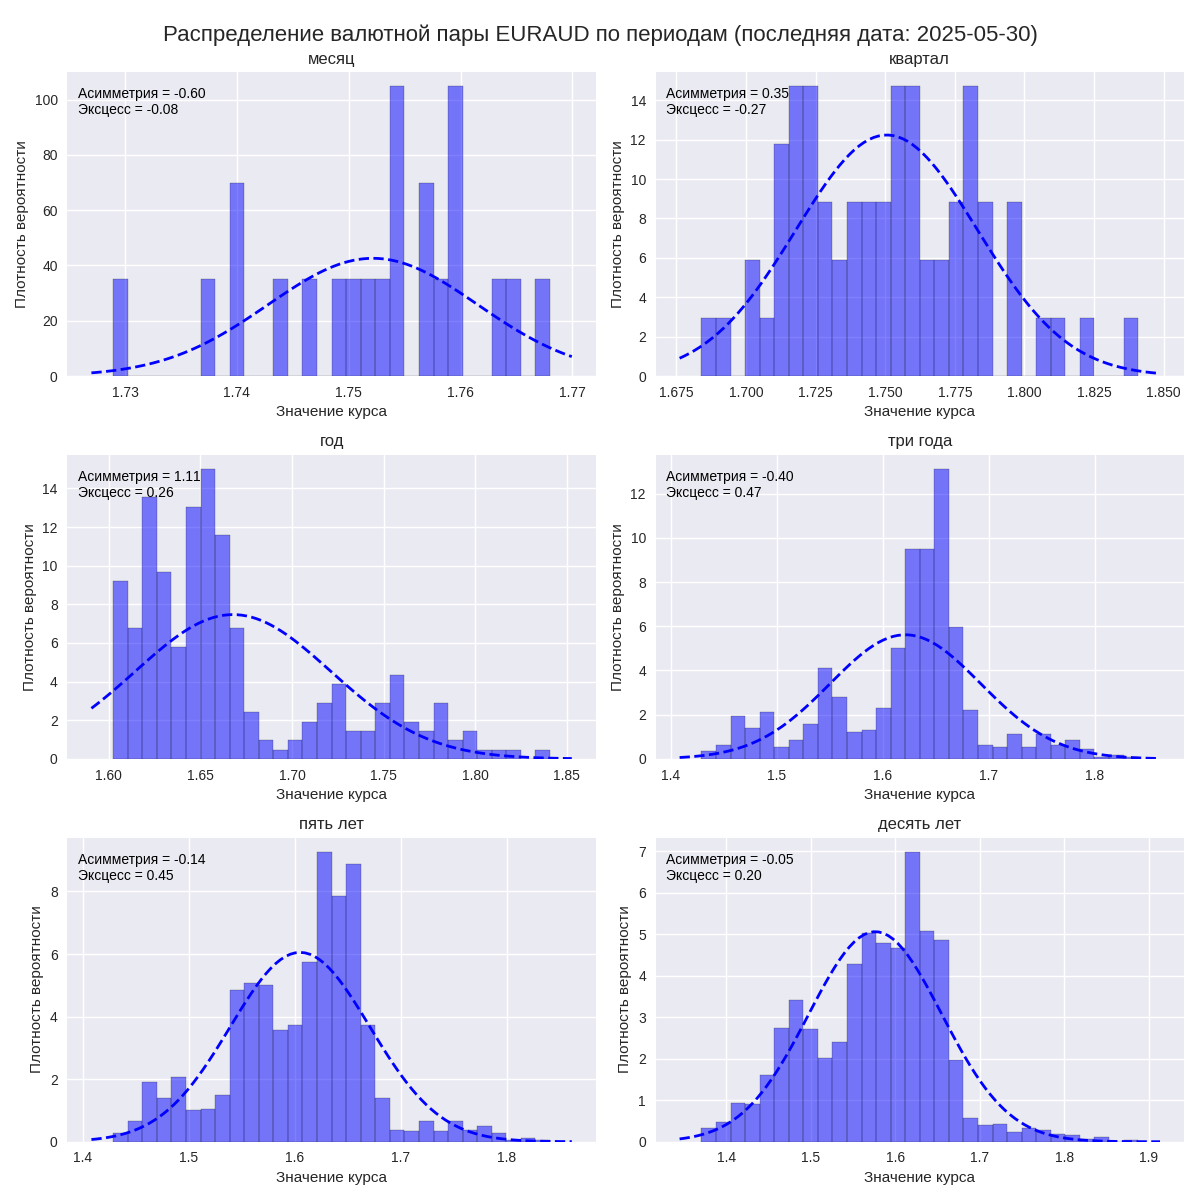 Распределение валютной пары EURAUD по периодам (последняя дата: 2025-05-30)
месяц
Асимметрия = -0.60
Эксцесс = -0.08
Плотность вероятности
100
80
60
40
20
0
1.73 1.74 1.75 1.76 1.77
Значение курса
квартал
Асимметрия = 0.35
Эксцесс = -0.27
Плотность вероятности
14
12
10
8
6
4
2
0
1.675 1.700 1.725 1.750 1.775 1.800 1.825 1.850
Значение курса
год
Асимметрия = 1.11
Эксцесс = 0.26
Плотность вероятности
14
12
10
8
6
4
2
0
1.60 1.65 1.70 1.75 1.80 1.85
Значение курса
три года
Асимметрия = -0.40
Эксцесс = 0.47
Плотность вероятности
12
10
8
6
4
2
0
1.4 1.5 1.6 1.7 1.8
Значение курса
пять лет
Асимметрия = -0.14
Эксцесс = 0.45
Плотность вероятности
8
6
4
2
0
1.4 1.5 1.6 1.7 1.8
Значение курса
десять лет
Асимметрия = -0.05
Эксцесс = 0.20
Плотность вероятности
7
6
5
4
3
2
1
0
1.4 1.5 1.6 1.7 1.8 1.9
Значение курса